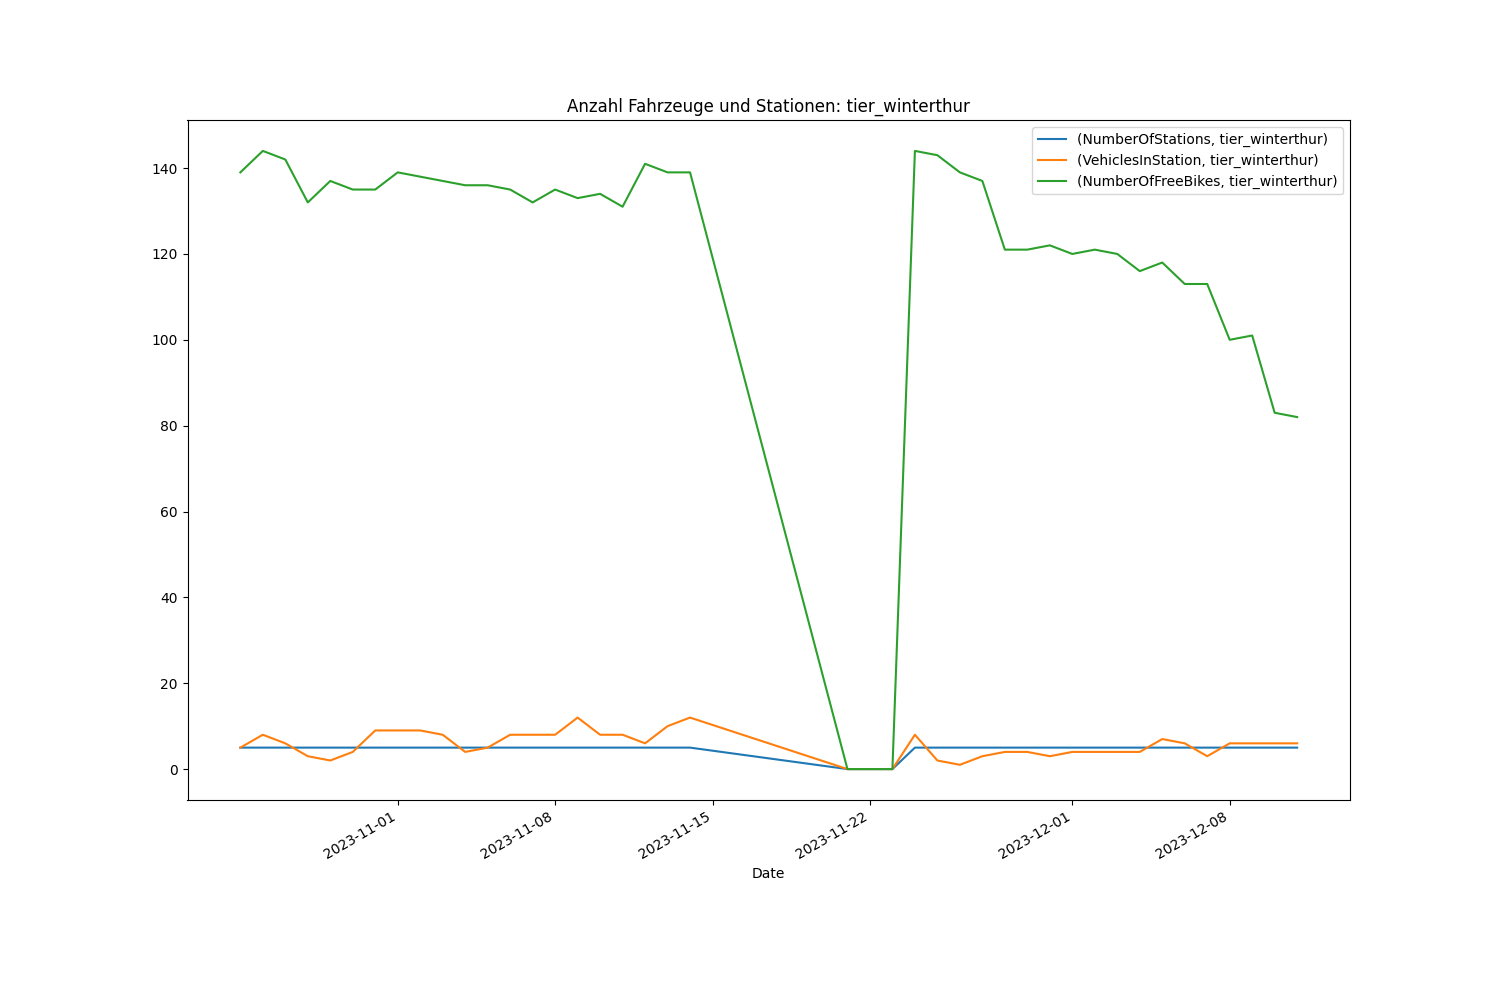 Anzahl Fahrzeuge und Stationen: tier_winterthur
(NumberOfStations, tier_winterthur)
(VehiclesInStation, tier_winterthur)
(NumberOfFreeBikes, tier_winterthur)
140
120
100
80
60
40
20
0
2023-11-01
2023-11-08
2023-11-15
2023-11-22
2023-12-01
2023-12-08
Date